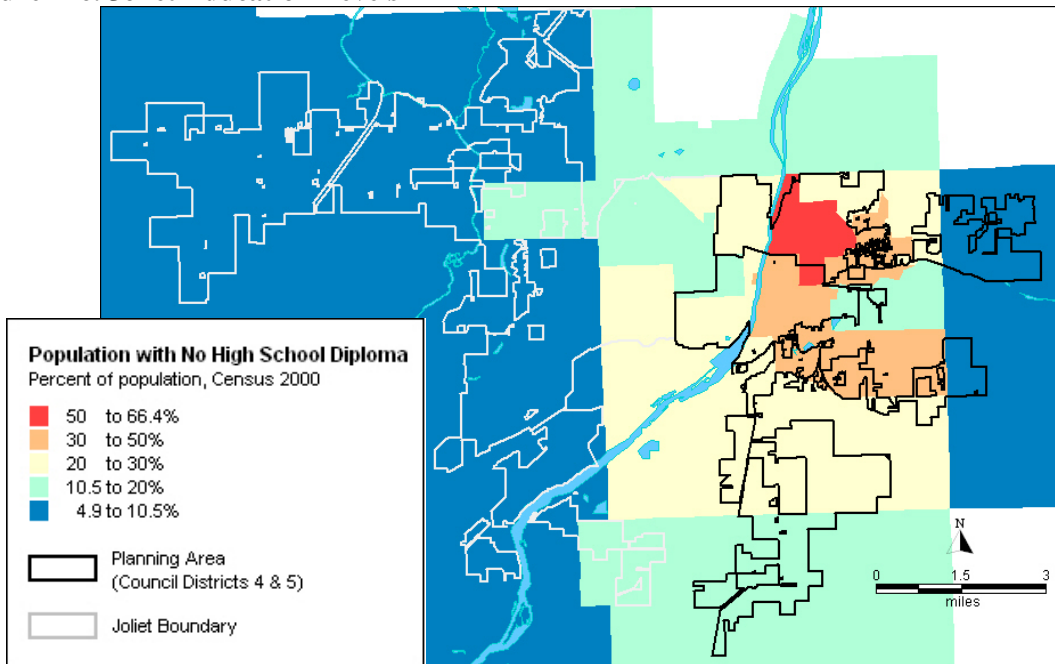 Population with No High School Diploma
Percent of population, Census 2000
50 to 66.4%
30 to 50%
20 to 30%
10.5 to 20%
4.9 to 10.5%
Planning Area
(Council Districts 4 & 5)
Joliet Boundary
N
0 1.5 3
miles